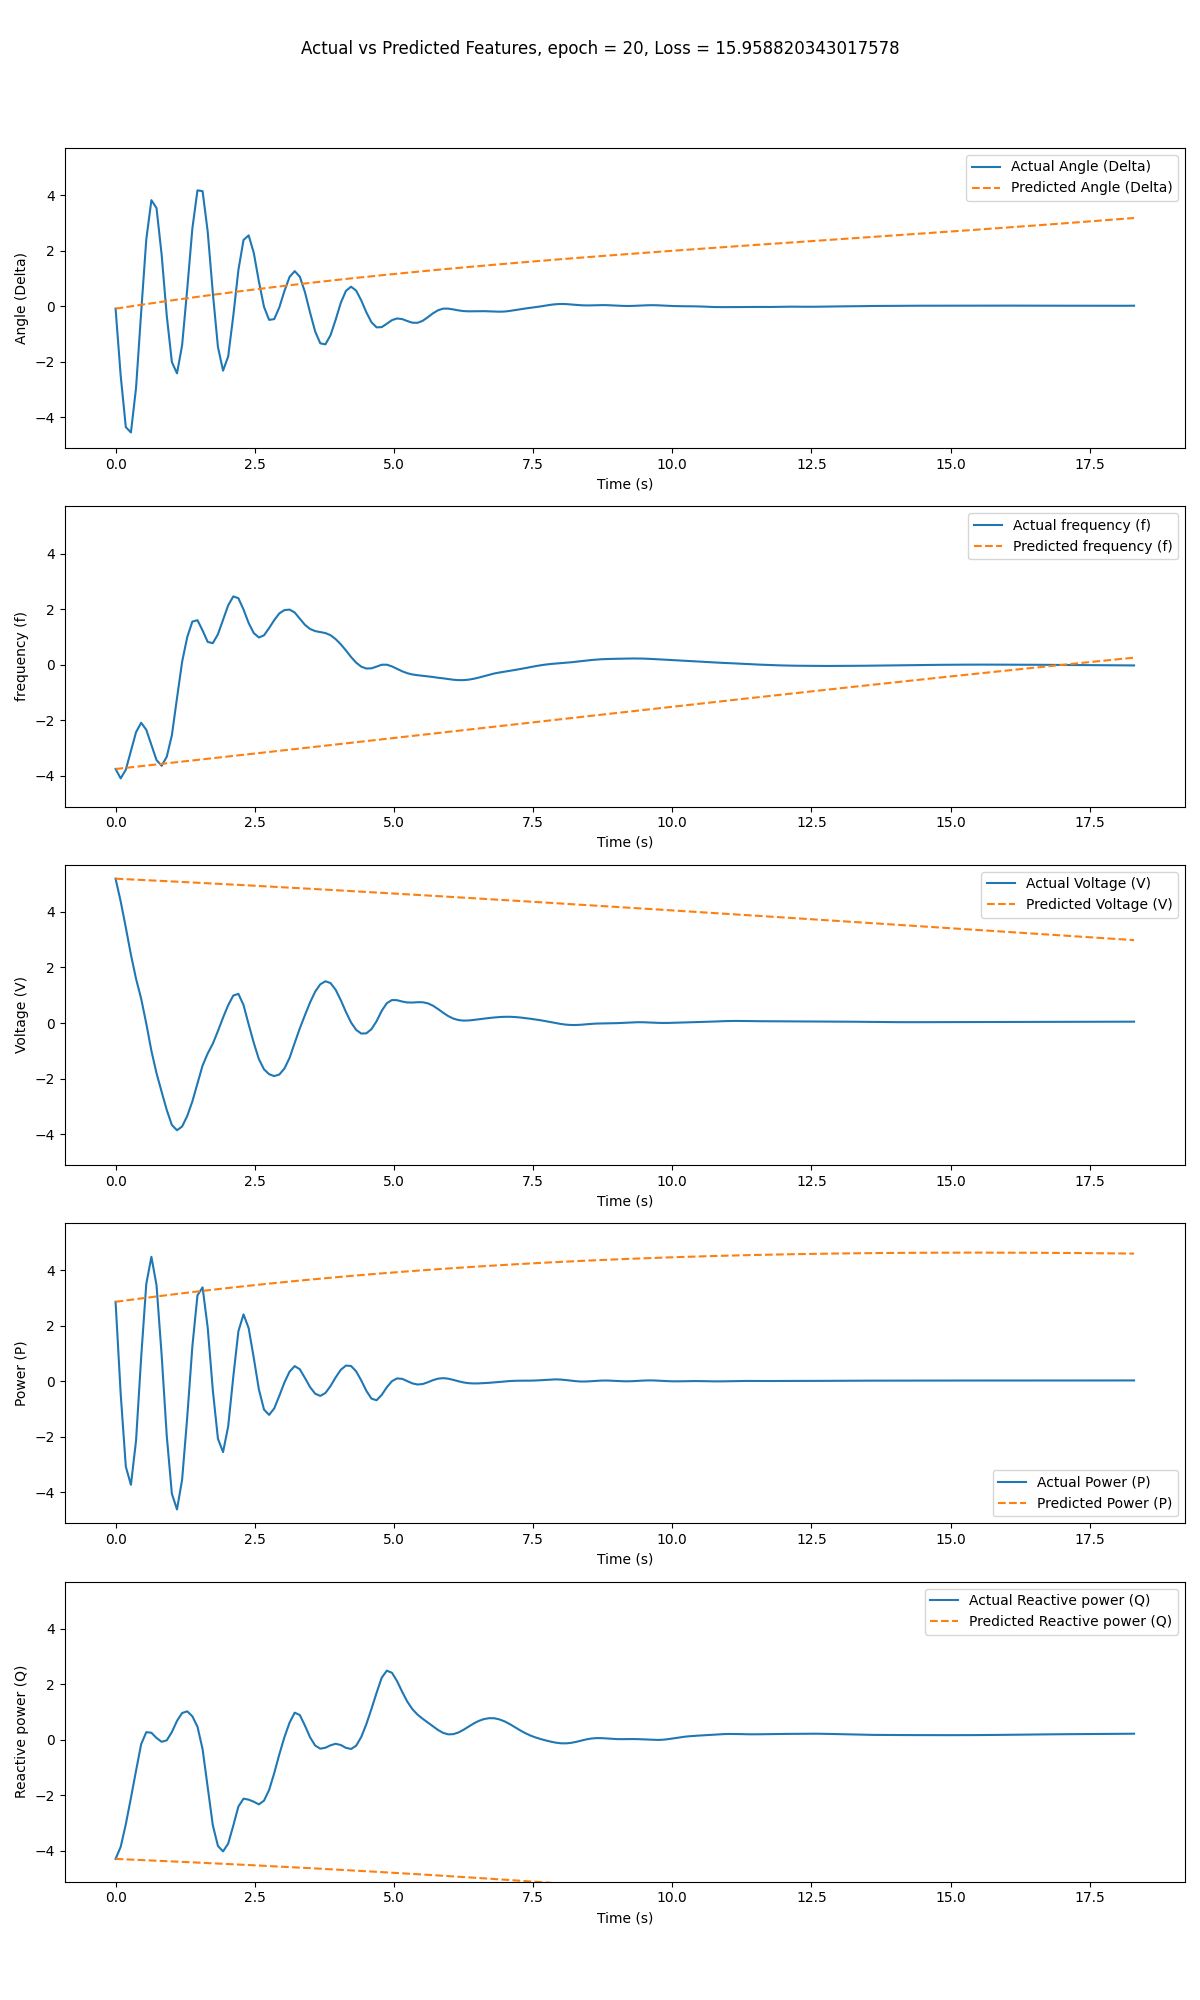 Actual vs Predicted Features, epoch = 20, Loss = 15.958820343017578
Actual Angle (Delta)
Predicted Angle (Delta)
Angle (Delta)
4
2
0
−2
−4
0.0 2.5 5.0 7.5 10.0 12.5 15.0 17.5
Time (s)
Actual frequency (f)
Predicted frequency (f)
frequency (f)
4
2
0
−2
−4
0.0 2.5 5.0 7.5 10.0 12.5 15.0 17.5
Time (s)
Actual Voltage (V)
Predicted Voltage (V)
Voltage (V)
4
2
0
−2
−4
0.0 2.5 5.0 7.5 10.0 12.5 15.0 17.5
Time (s)
Power (P)
4
2
0
−2
−4
Actual Power (P)
Predicted Power (P)
0.0 2.5 5.0 7.5 10.0 12.5 15.0 17.5
Time (s)
Actual Reactive power (Q)
Predicted Reactive power (Q)
Reactive power (Q)
4
2
0
−2
−4
0.0 2.5 5.0 7.5 10.0 12.5 15.0 17.5
Time (s)